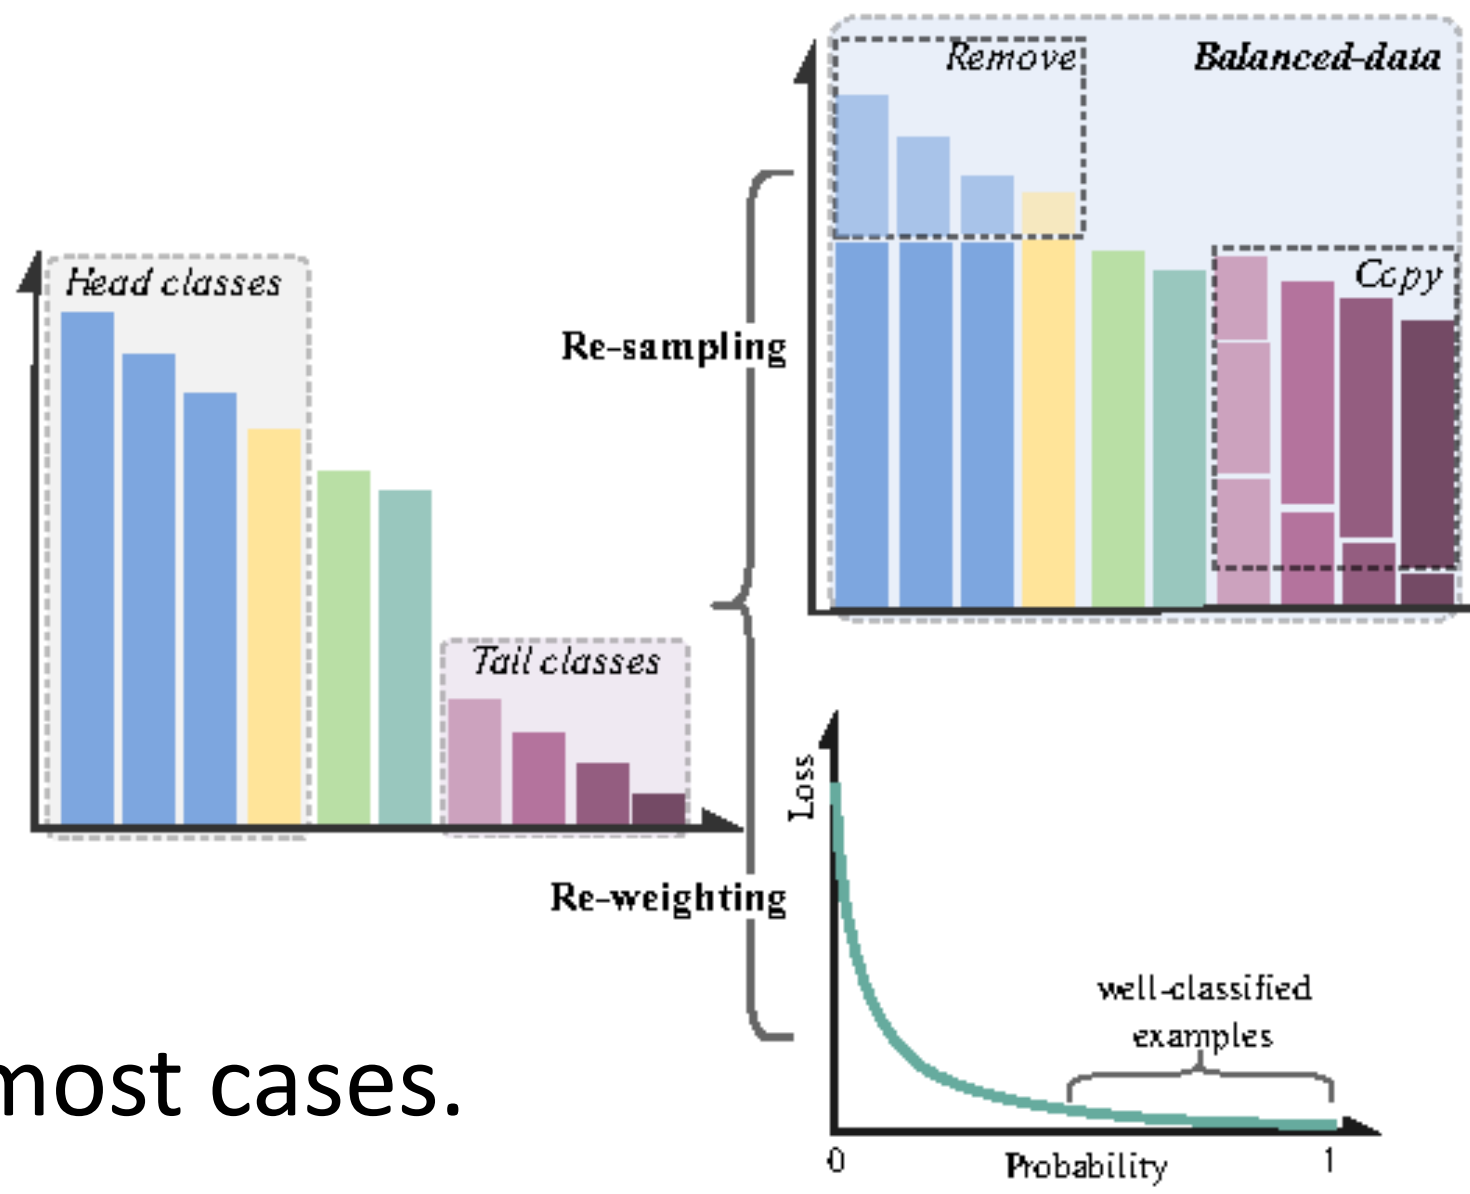 Head classes
Tail classes
Re-sampling
Remove
Balanced-data
Copy
Re-weighting
Loss
well-classified
examples
0
Probability
1
most cases.